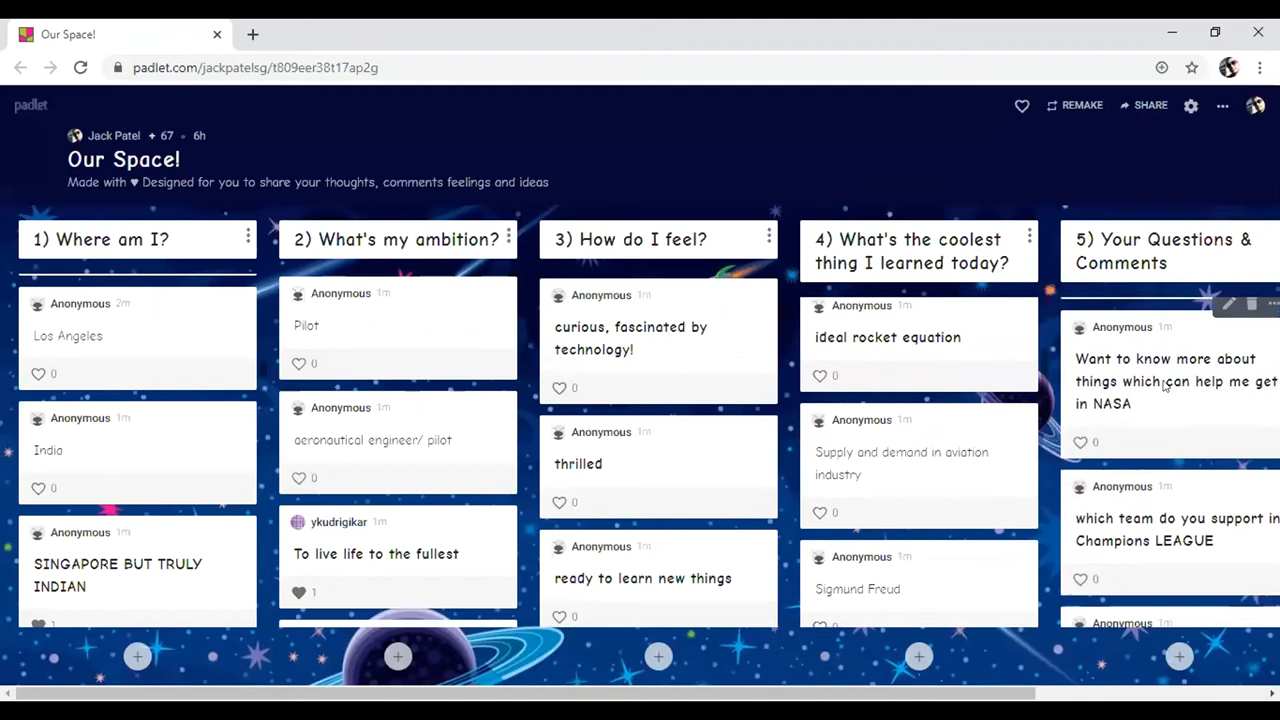 Our Space!
padlet.com/jackpatelsg/t809eer38t17ap2g
padlet
REMAKE SHARE
Jack Patel + 67 • 6h
Our Space!
Made with ♥ Designed for you to share your thoughts, comments feelings and ideas
1) Where am I?
Anonymous 2m
Los Angeles
0
Anonymous 1m
India
0
Anonymous 1m
SINGAPORE BUT TRULY
INDIAN
1
2) What's my ambition?
Anonymous 1m
Pilot
0
Anonymous 1m
aeronautical engineer/ pilot
0
ykudrigikar 1m
To live life to the fullest
1
3) How do I feel?
Anonymous 1m
curious, fascinated by
technology!
0
Anonymous 1m
thrilled
0
Anonymous 1m
ready to learn new things
0
4) What's the coolest
thing I learned today?
Anonymous 1m
ideal rocket equation
0
Anonymous 1m
Supply and demand in aviation
industry
0
Anonymous 1m
Sigmund Freud
0
5) Your Questions &
Comments
Anonymous 1m
Want to know more about
things which can help me get
in NASA
0
Anonymous 1m
which team do you support in
Champions LEAGUE
0
Anonymous 1m